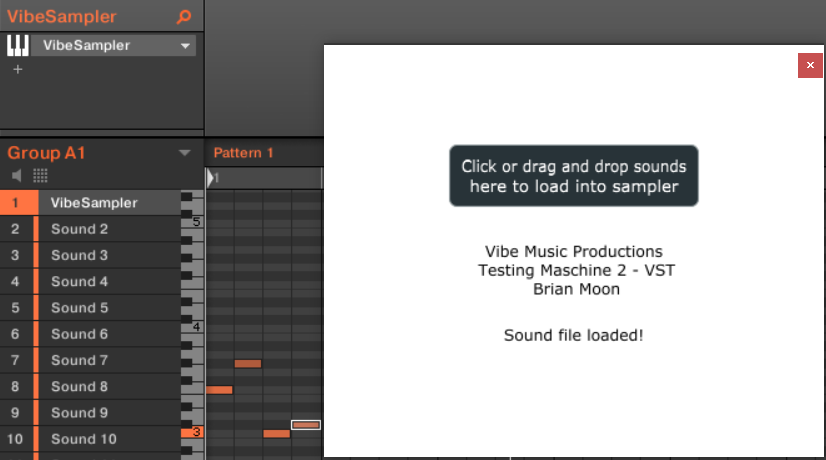 VibeSampler
VibeSampler
+
Group A1
Pattern 1
1
1 VibeSampler
2 Sound 2
3 Sound 3
4 Sound 4
5 Sound 5
6 Sound 6
7 Sound 7
8 Sound 8
9 Sound 9
10 Sound 10
5
4
3
×
Click or drag and drop sounds
here to load into sampler
Vibe Music Productions
Testing Maschine 2 - VST
Brian Moon
Sound file loaded!